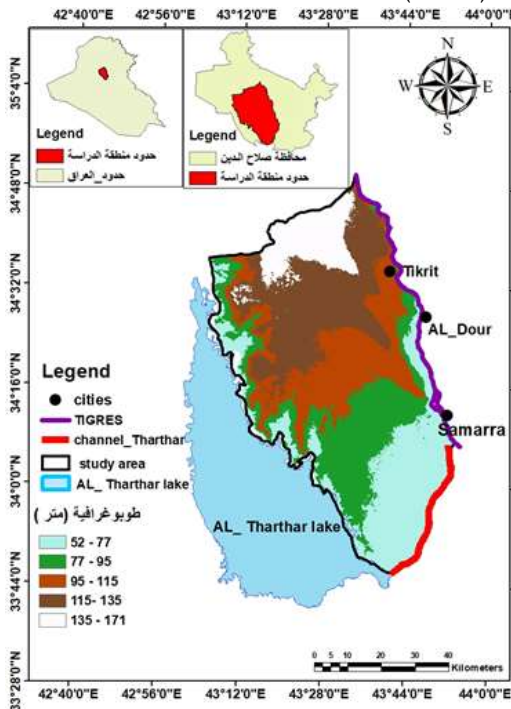 42°40'0"E 42°56'0"E 43°12'0"E 43°28'0"E 43°44'0"E 44°0'0"E
35°4'0"N
34°48'0"N
34°32'0"N
34°16'0"N
34°0'0"N
33°44'0"N
33°28'0"N
Legend
حدود منطقة الدراسة
حدود_العراق
Legend
محافظة صلاح الدين
حدود منطقة الدراسة
N
W E
S
Tikrit
AL_Dour
Samarra
AL_ Tharthar lake
Legend
cities
TIGRES
channel_Tharthar
study area
AL_ Tharthar lake
طوبوغرافية (متر )
52 - 77
77 - 95
95 - 115
115- 135
135 - 171
0 5 10 20 30 40
Kilometers
42°40'0"E 42°56'0"E 43°12'0"E 43°28'0"E 43°44'0"E 44°0'0"E